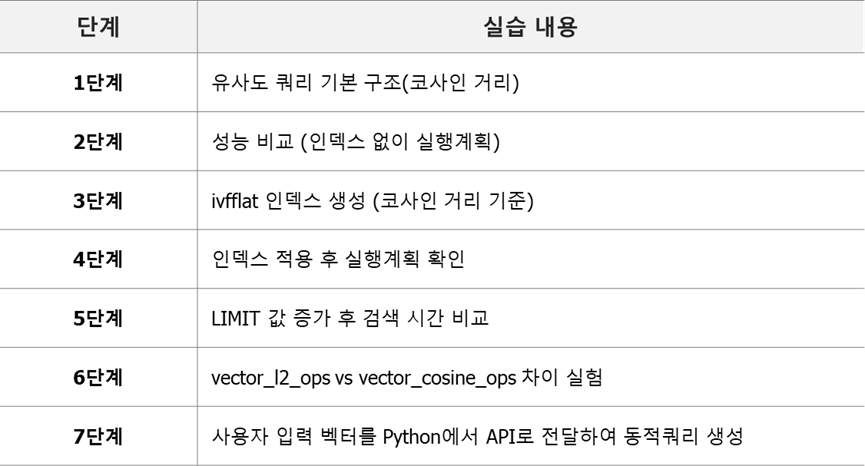 단계 실습 내용
1단계 유사도 쿼리 기본 구조(코사인 거리)
2단계 성능 비교 (인덱스 없이 실행계획)
3단계 ivfflat 인덱스 생성 (코사인 거리 기준)
4단계 인덱스 적용 후 실행계획 확인
5단계 LIMIT 값 증가 후 검색 시간 비교
6단계 vector_l2_ops vs vector_cosine_ops 차이 실험
7단계 사용자 입력 벡터를 Python에서 API로 전달하여 동적쿼리 생성